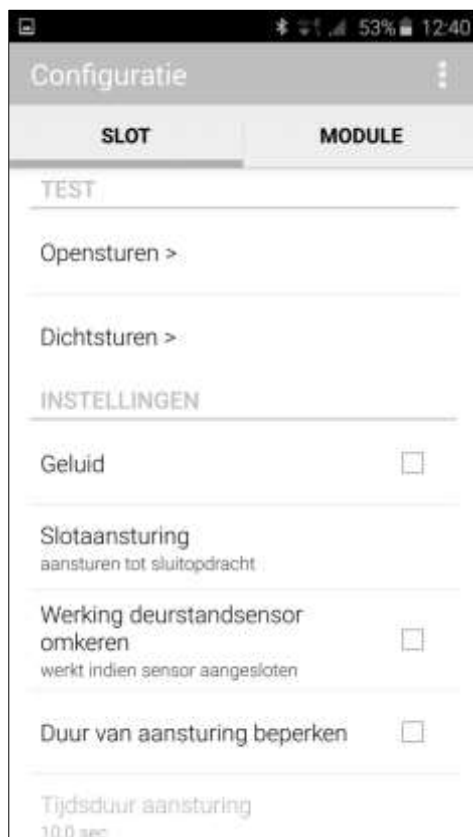 53% 12:40
Configuratie
SLOT MODULE
TEST
Opensturen >
Dichtsturen >
INSTELLINGEN
Geluid
Slotaansturing
aansturen tot sluitopdracht
Werking deurstandsensor
omkeren
werkt indien sensor aangesloten
Duur van aansturing beperken
Tijdsduur aansturing
10.0 sec